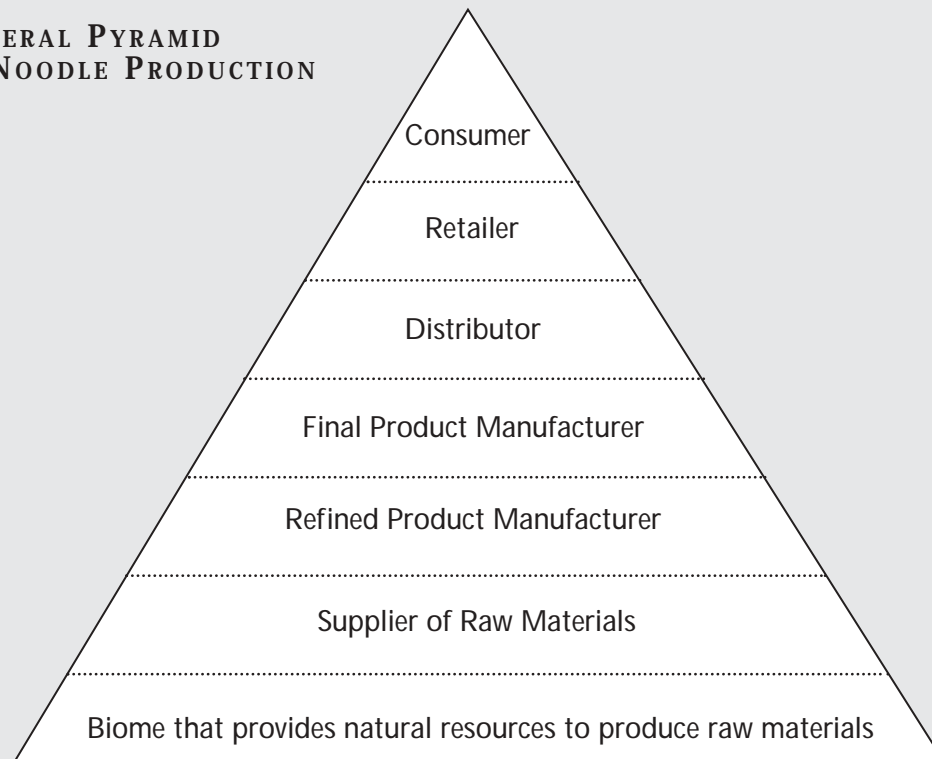 ERAL PYRAMID
NOODLE PRODUCTION
Consumer
Retailer
Distributor
Final Product Manufacturer
Refined Product Manufacturer
Supplier of Raw Materials
Biome that provides natural resources to produce raw materials